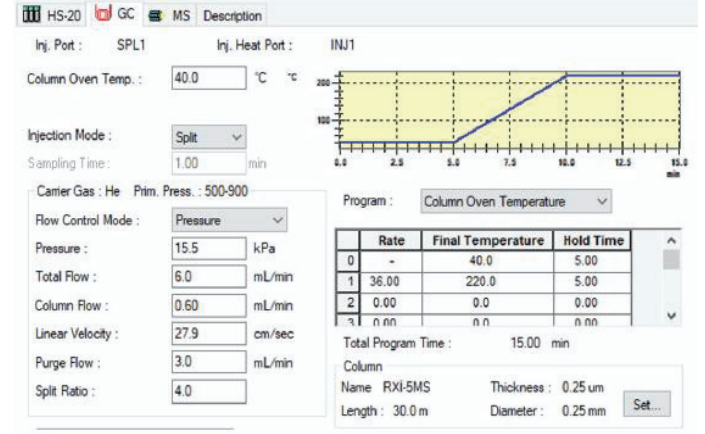 HS-20 GC MS Description
Inj. Port : SPL1 Inj. Heat Port : INJ1
Column Oven Temp. : 40.0 °C °C
200
100
0.0 2.5 5.0 7.5 10.0 12.5 15.0
min
Injection Mode : Split
Sampling Time : 1.00 min
Carrier Gas : He Prim. Press. : 500-900
Flow Control Mode : Pressure
Pressure : 15.5 kPa
Total Flow : 6.0 mL/min
Column Flow : 0.60 mL/min
Linear Velocity : 27.9 cm/sec
Purge Flow : 3.0 mL/min
Split Ratio : 4.0
Program : Column Oven Temperature
Rate Final Temperature Hold Time
0 - 40.0 5.00
1 36.00 220.0 5.00
2 0.00 0.0 0.00
3 0.00 0.0 0.00
Total Program Time : 15.00 min
Column
Name RXI-5MS Thickness : 0.25 um
Length : 30.0 m Diameter : 0.25 mm Set...